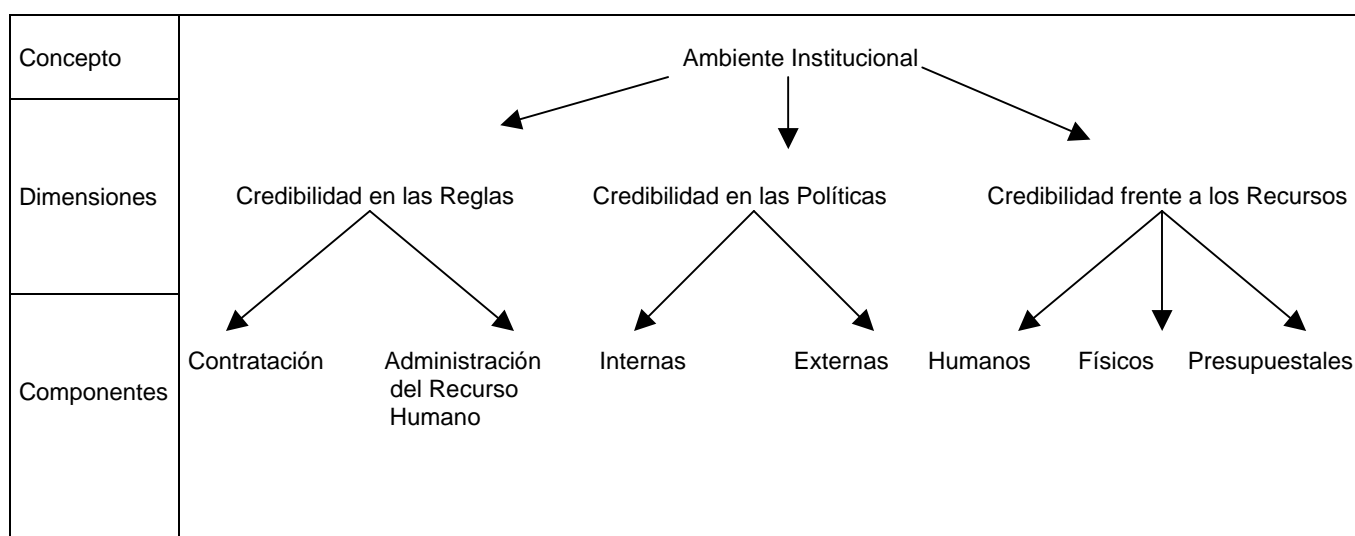 Concepto
Ambiente Institucional
Dimensiones
Credibilidad en las Reglas
Credibilidad en las Políticas
Credibilidad frente a los Recursos
Componentes
Contratación
Administración
del Recurso
Humano
Internas
Externas
Humanos
Físicos
Presupuestales